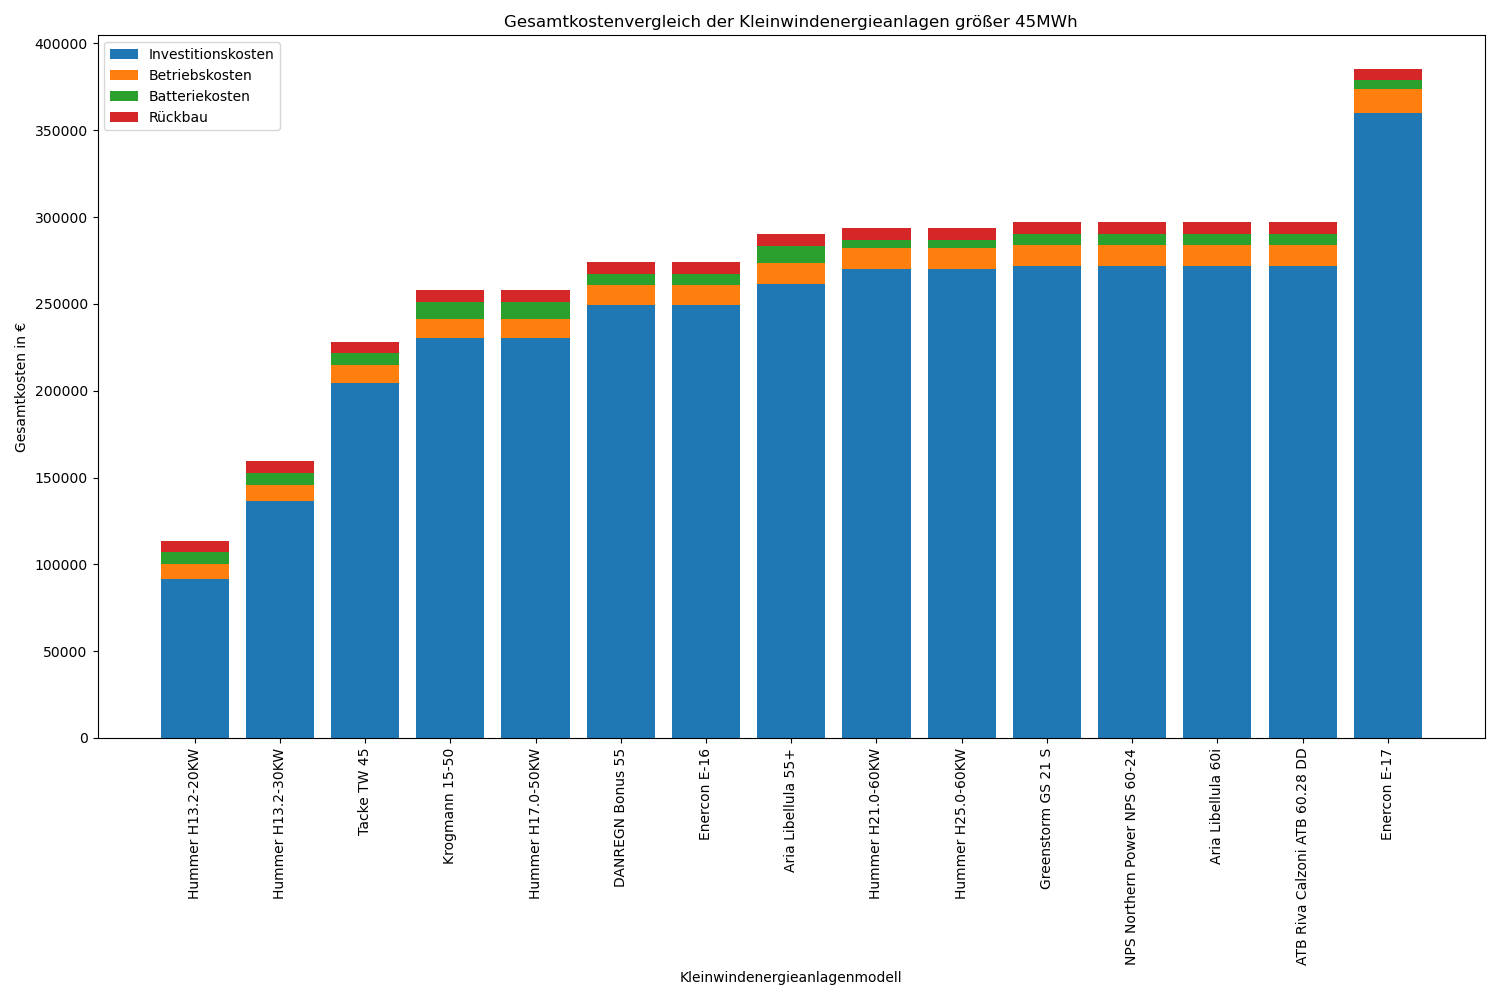 Gesamtkostenvergleich der Kleinwindenergieanlagen größer 45MWh
Investitionskosten
Betriebskosten
Batteriekosten
Rückbau
Gesamtkosten in €
400000
350000
300000
250000
200000
150000
100000
50000
0
Hummer H13.2-20KW
Hummer H13.2-30KW
Tacke TW 45
Krogmann 15-50
Hummer H17.0-50KW
DANREGN Bonus 55
Enercon E-16
Aria Libellula 55+
Hummer H21.0-60KW
Hummer H25.0-60KW
Greenstorm GS 21 S
NPS Northern Power NPS 60-24
Aria Libellula 60i
ATB Riva Calzoni ATB 60.28 DD
Enercon E-17
Kleinwindenergieanlagenmodell